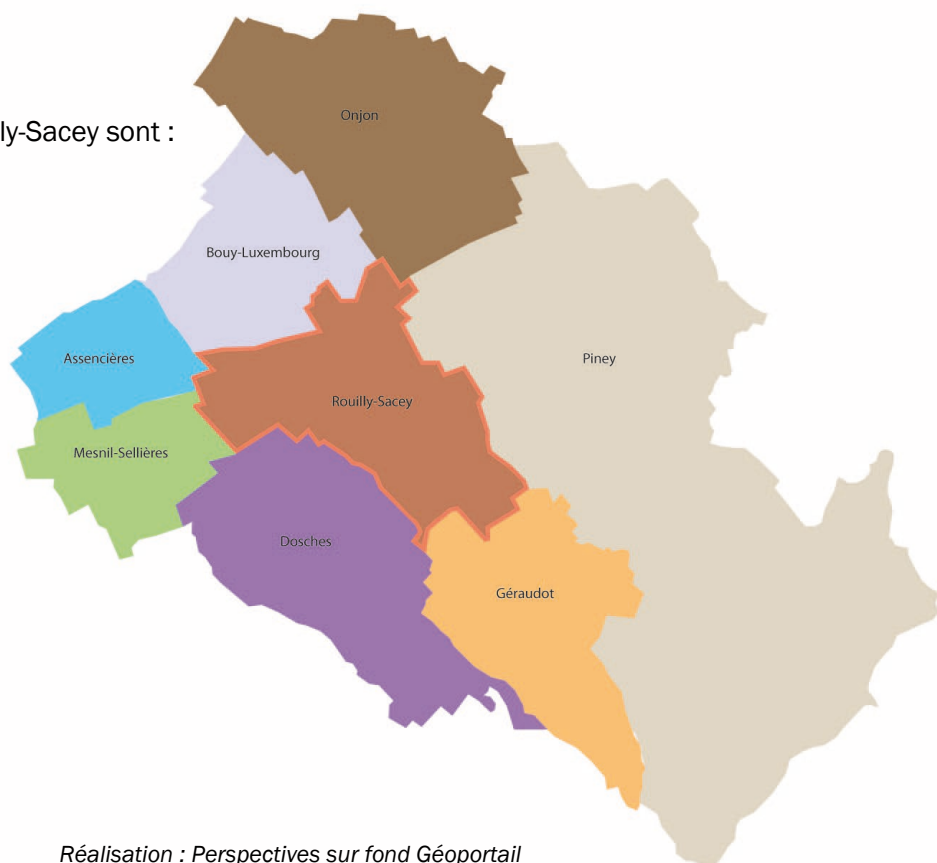 Onjon
ly-Sacey sont :
Bouy-Luxembourg
Assencières
Piney
Rouilly-Sacey
Mesnil-Sellières
Dosches
Géraudot
Réalisation : Perspectives sur fond Géoportail